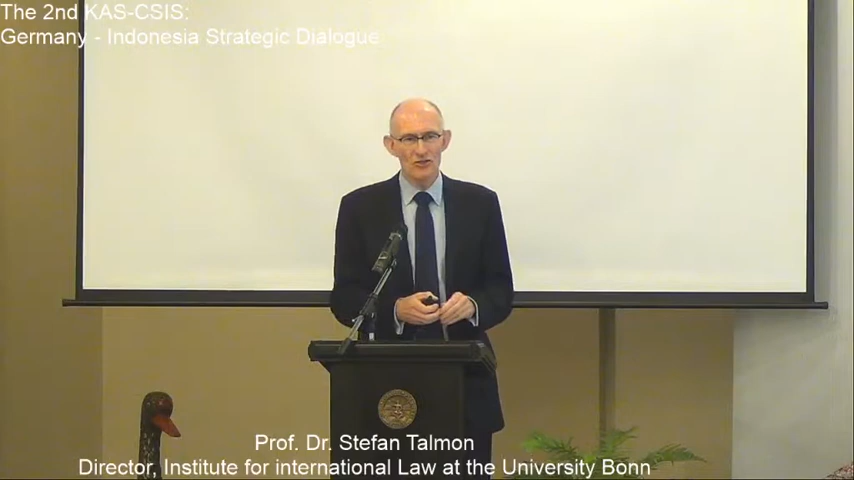 The 2nd KAS-CSIS:
Germany - Indonesia Strategic Dialogue
Prof. Dr. Stefan Talmon
Director, Institute for international Law at the University Bonn